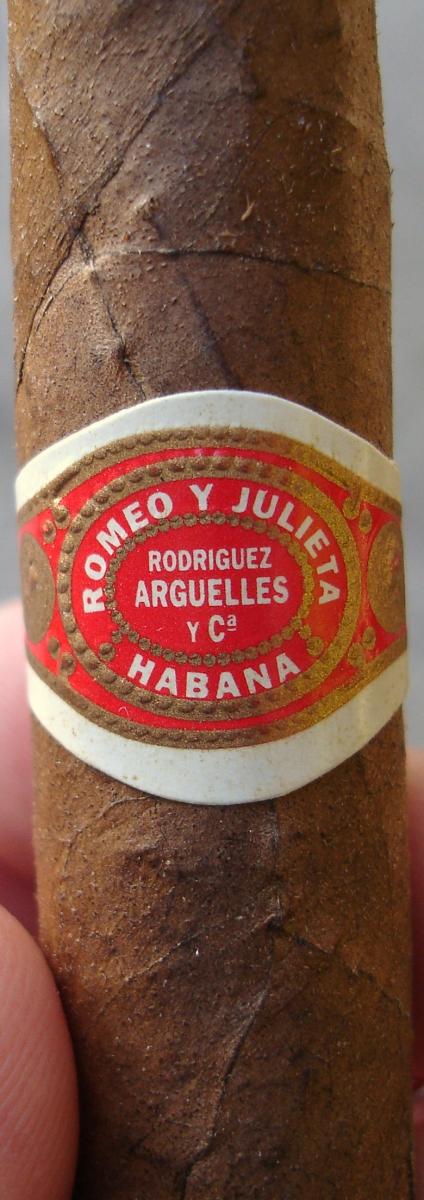 ROMEO Y JULIETA
RODRIGUEZ
ARGUELLES
Y Cª
HABANA